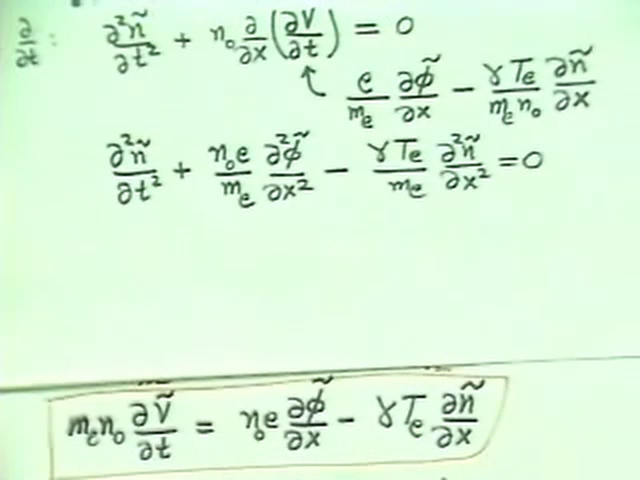 ∂/∂t : ∂²ñ/∂t² + n₀ ∂/∂x (∂V/∂t) = 0
↑ e/mₑ ∂φ̃/∂x − γTₑ/mₑn₀ ∂ñ/∂x
∂²ñ/∂t² + n₀e/mₑ ∂²φ̃/∂x² − γTₑ/mₑ ∂²ñ/∂x² = 0
mₑn₀ ∂Ṽ/∂t = n₀e ∂φ̃/∂x − γTₑ ∂ñ/∂x